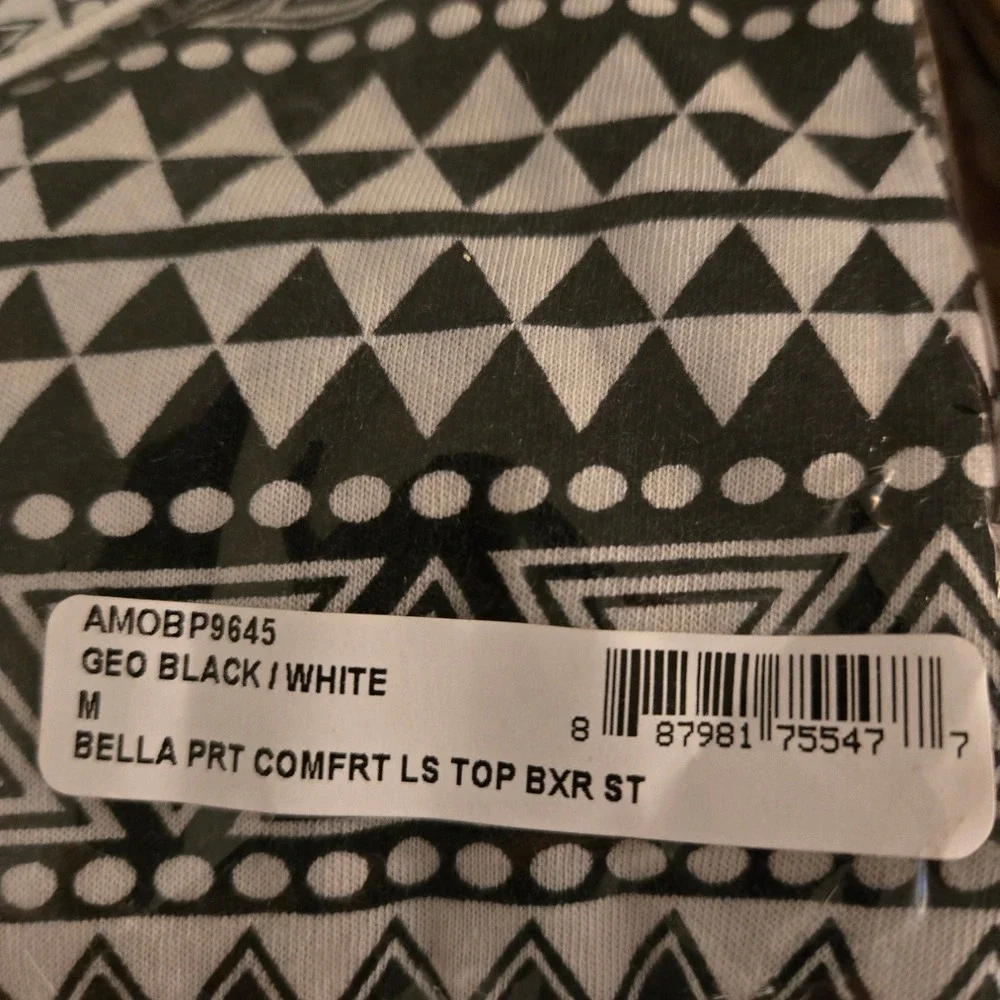 AMOBP9645
GEO BLACK / WHITE
M
BELLA PRT COMFRT LS TOP BXR ST
8 87981 75547 7